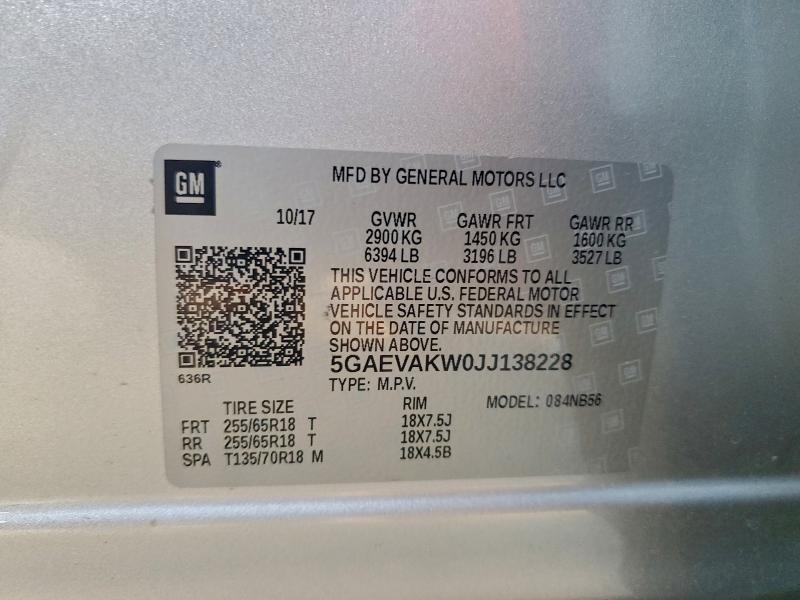 GM
MFD BY GENERAL MOTORS LLC
10/17 GVWR GAWR FRT GAWR RR
2900 KG 1450 KG 1600 KG
6394 LB 3196 LB 3527 LB
THIS VEHICLE CONFORMS TO ALL
APPLICABLE U.S. FEDERAL MOTOR
VEHICLE SAFETY STANDARDS IN EFFECT
ON THE DATE OF MANUFACTURE
SHOWN ABOVE.
5GAEVAKW0JJ138228
636R
TYPE: M.P.V.
TIRE SIZE RIM MODEL: 084NB56
FRT 255/65R18 T 18X7.5J
RR 255/65R18 T 18X7.5J
SPA T135/70R18 M 18X4.5B